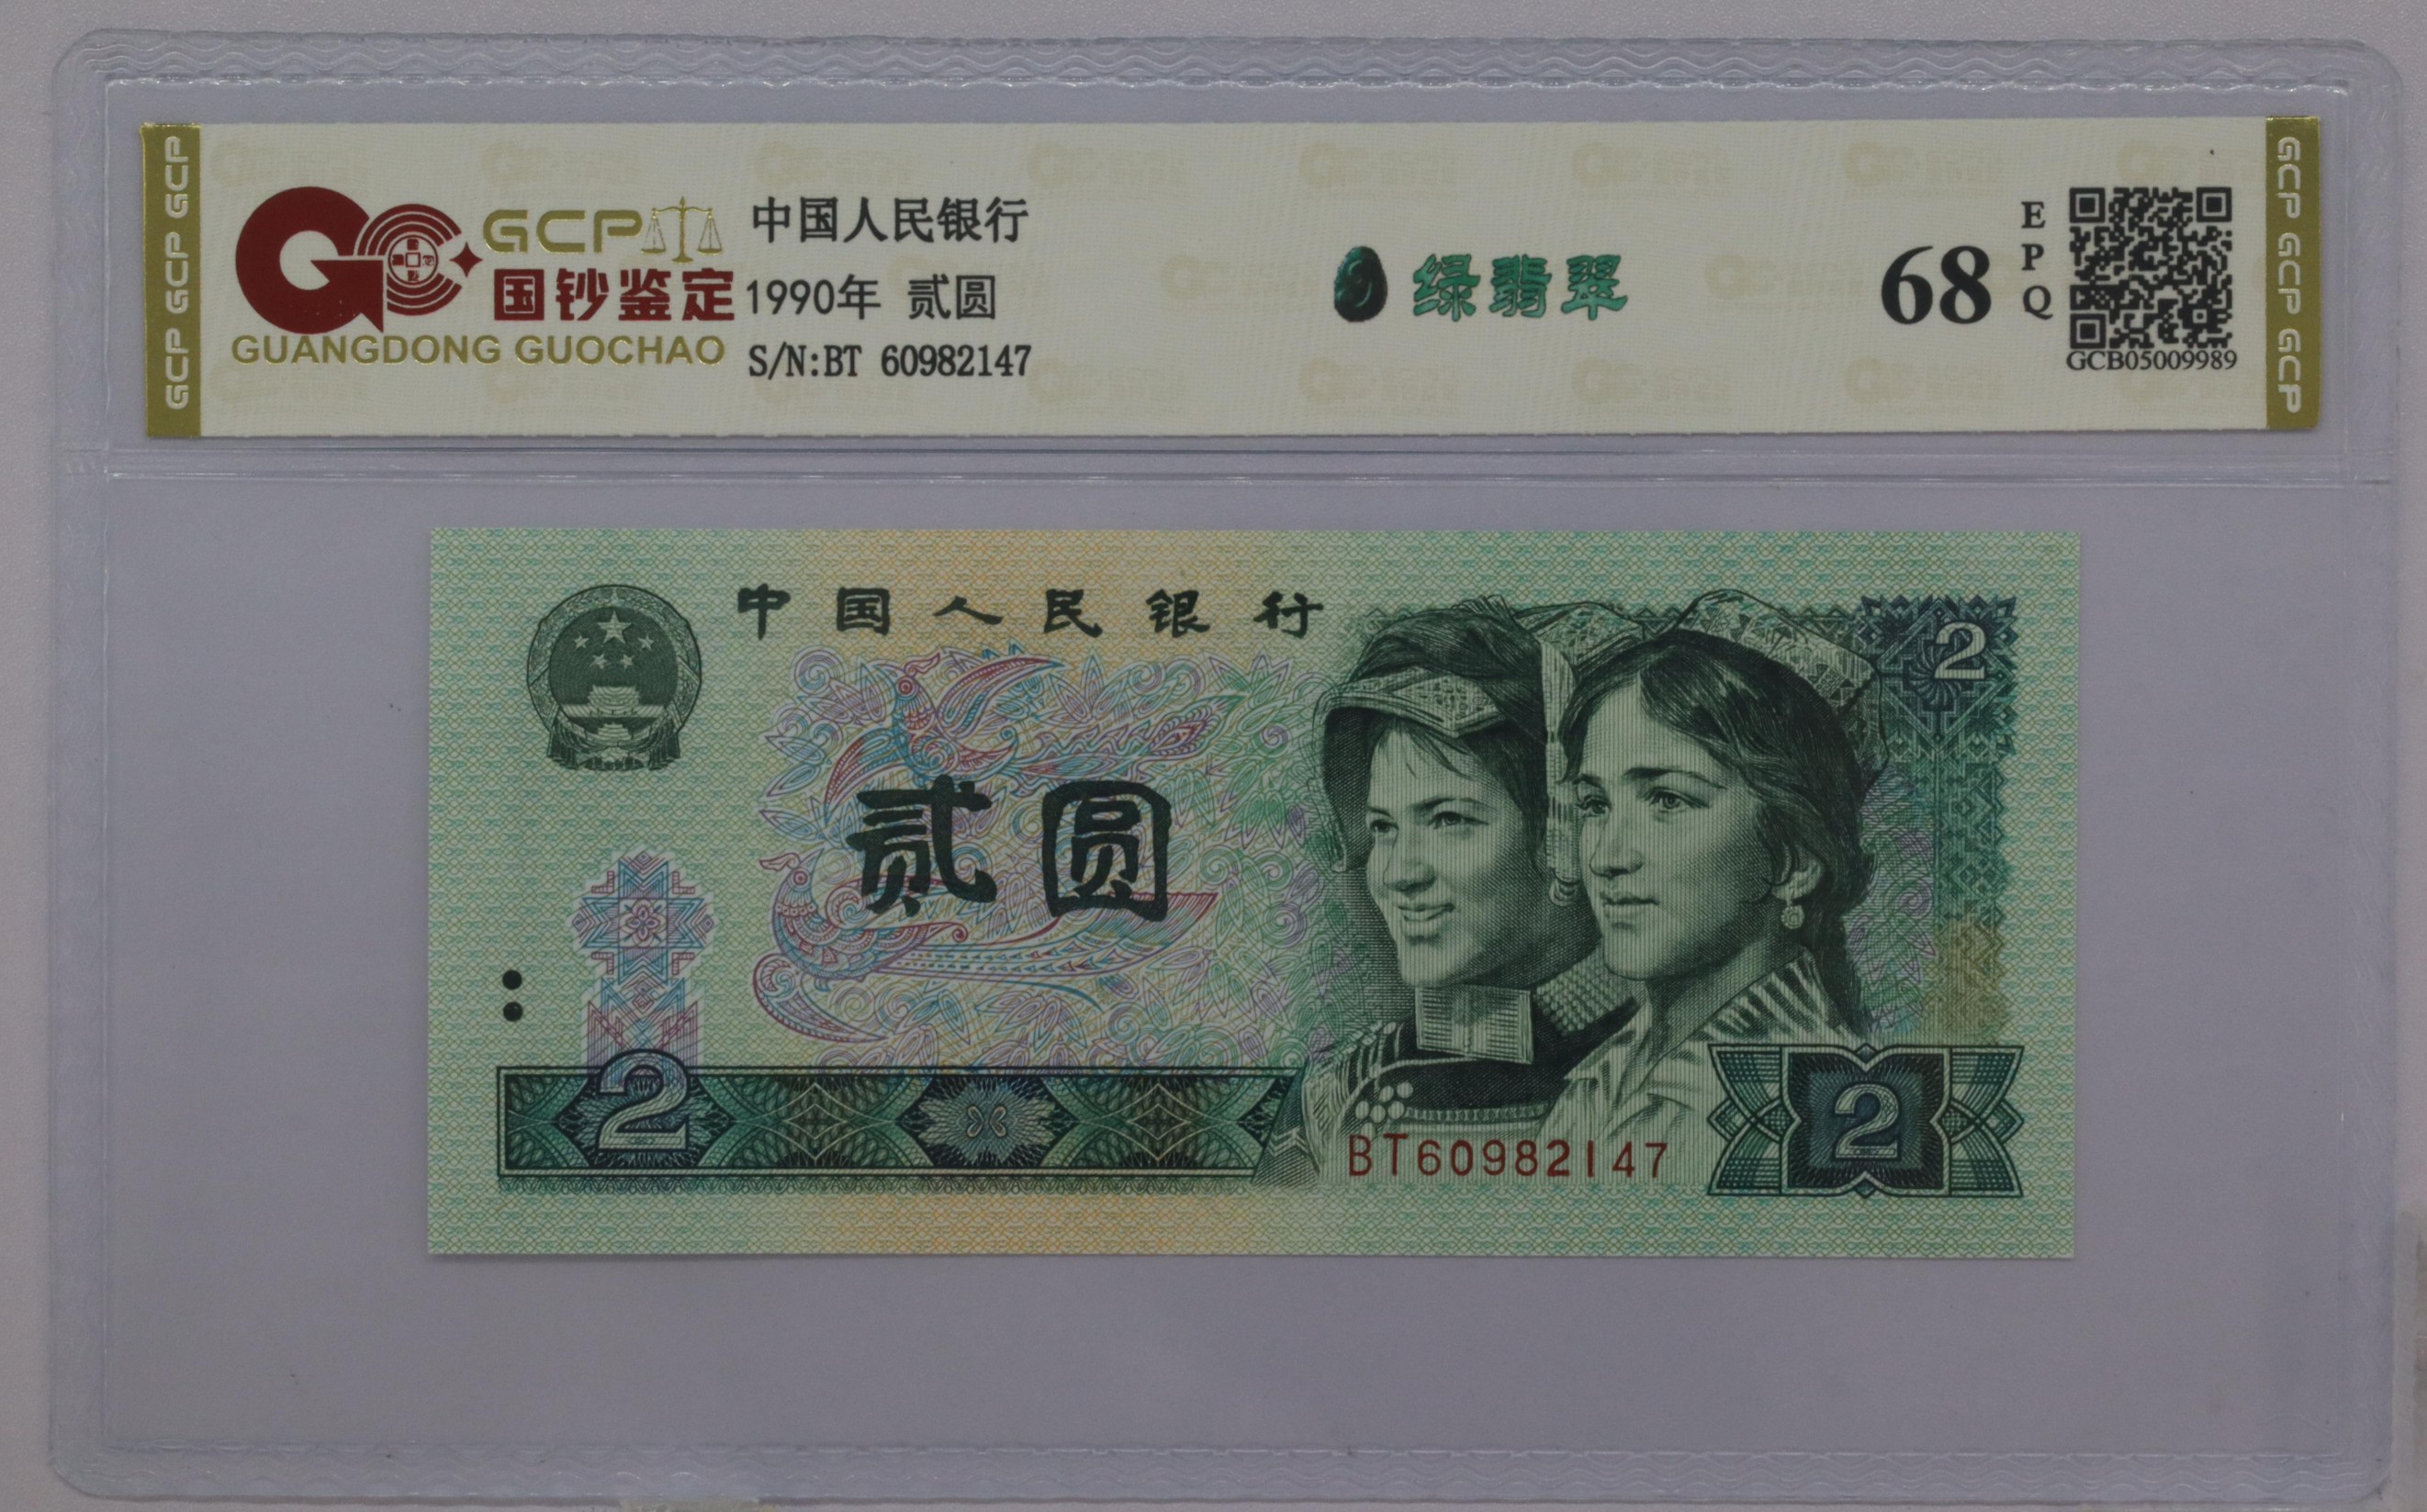 GCP GCP GCP
GCP
国钞鉴定
GUANGDONG GUOCHAO
中国人民银行
1990年 贰圆
S/N:BT 60982147
绿翡翠
68
EPQ
GCB05009989
GCP GCP GCP
中国人民银行
2
贰圆
2
BT60982147
2